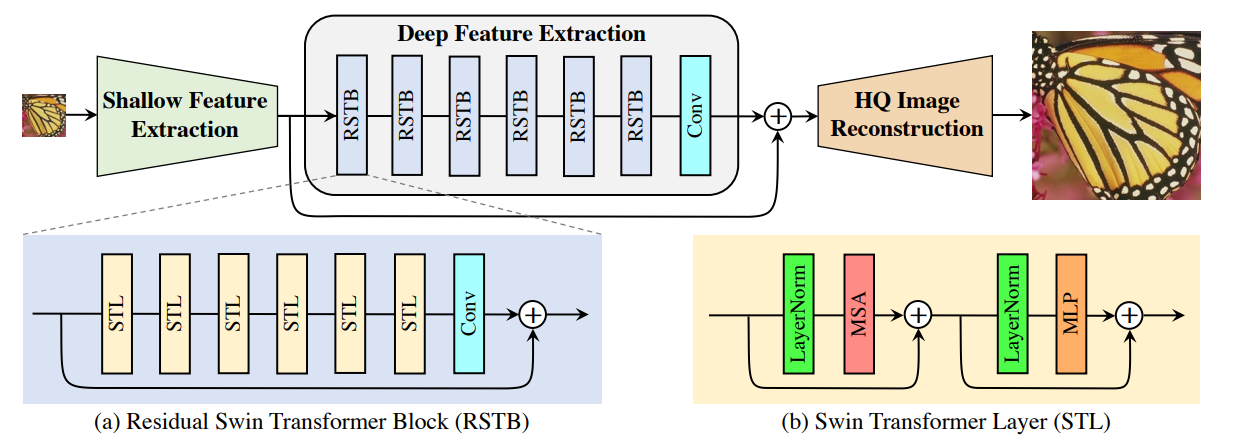 Deep Feature Extraction
Shallow Feature
Extraction
RSTB
RSTB
RSTB
RSTB
RSTB
RSTB
Conv
HQ Image
Reconstruction
STL
STL
STL
STL
STL
STL
Conv
LayerNorm
MSA
LayerNorm
MLP
(a) Residual Swin Transformer Block (RSTB)
(b) Swin Transformer Layer (STL)